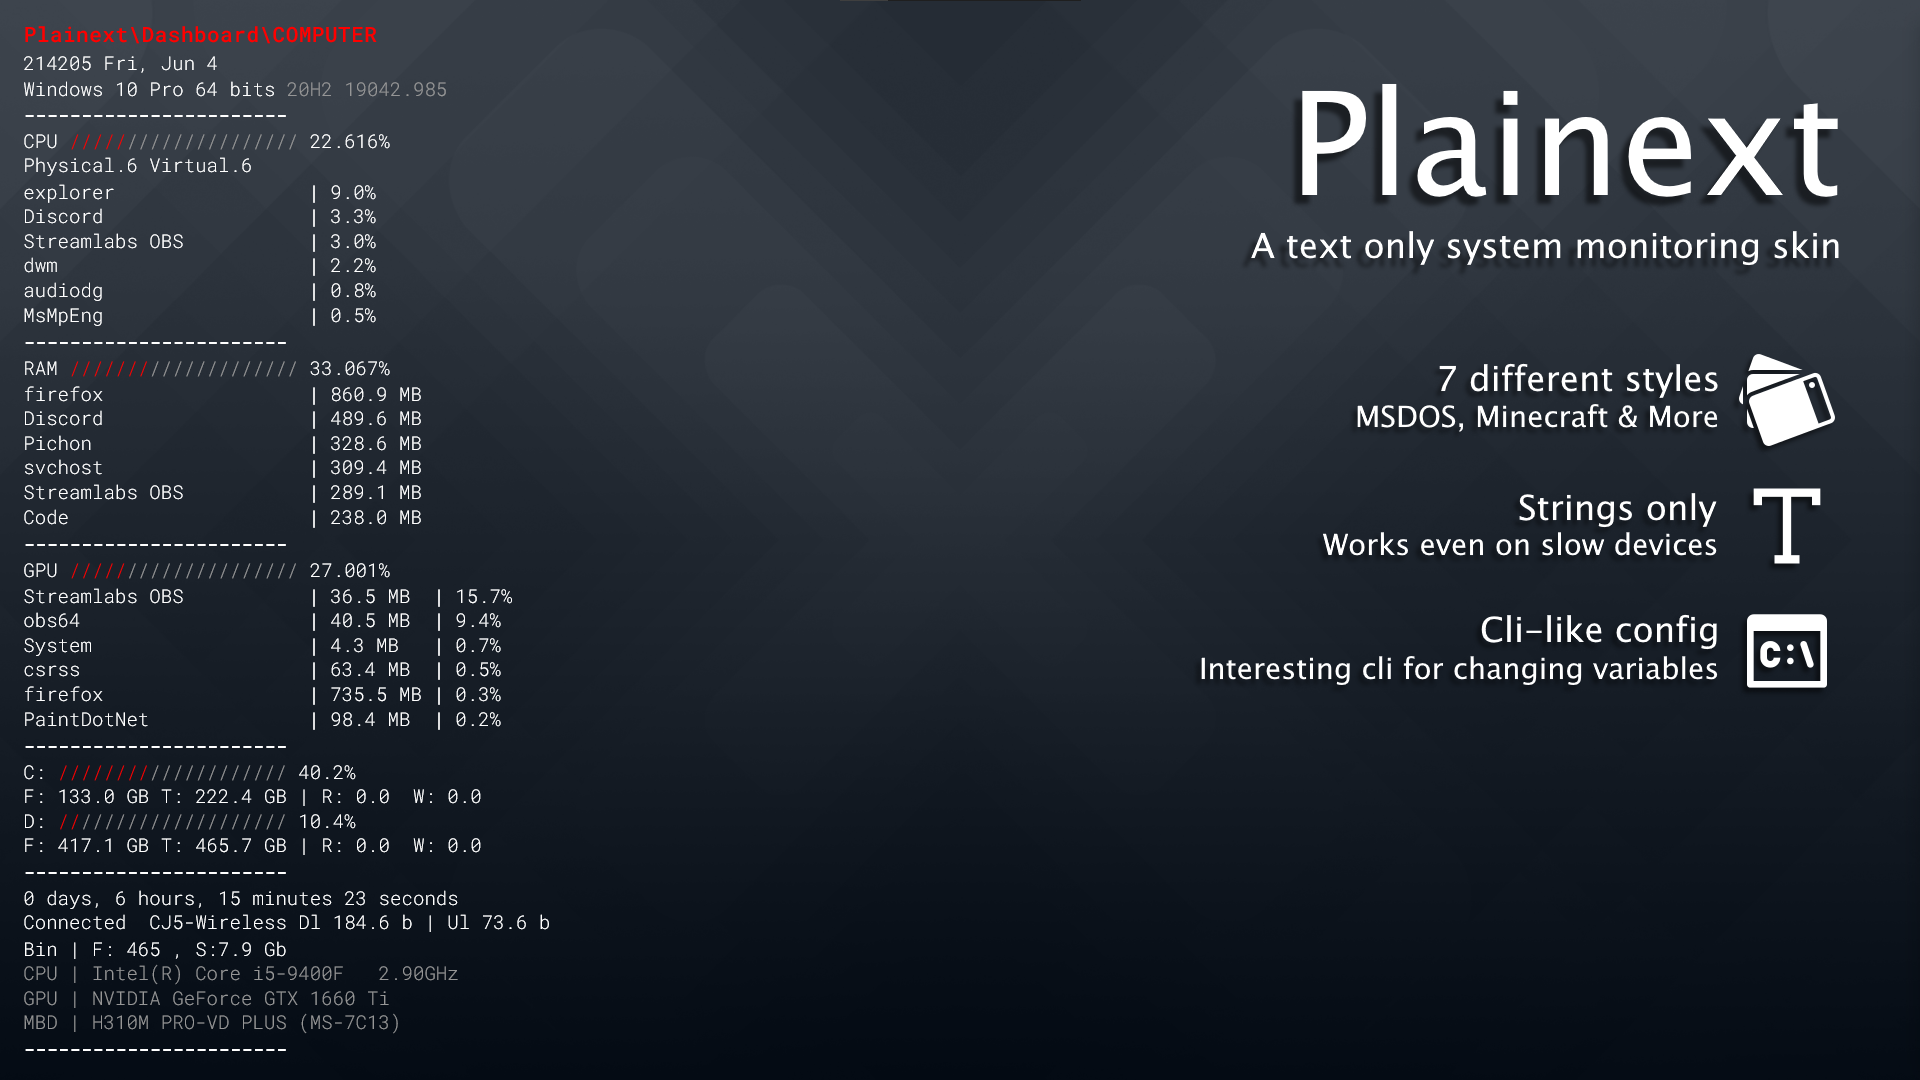 Plainext\Dashboard\COMPUTER
214205 Fri, Jun 4
Windows 10 Pro 64 bits 20H2 19042.985
-----------------------
CPU //////////////////// 22.616%
Physical.6 Virtual.6
explorer | 9.0%
Discord | 3.3%
Streamlabs OBS | 3.0%
dwm | 2.2%
audiodg | 0.8%
MsMpEng | 0.5%
-----------------------
RAM //////////////////// 33.067%
firefox | 860.9 MB
Discord | 489.6 MB
Pichon | 328.6 MB
svchost | 309.4 MB
Streamlabs OBS | 289.1 MB
Code | 238.0 MB
-----------------------
GPU //////////////////// 27.001%
Streamlabs OBS | 36.5 MB | 15.7%
obs64 | 40.5 MB | 9.4%
System | 4.3 MB | 0.7%
csrss | 63.4 MB | 0.5%
firefox | 735.5 MB | 0.3%
PaintDotNet | 98.4 MB | 0.2%
-----------------------
C: //////////////////// 40.2%
F: 133.0 GB T: 222.4 GB | R: 0.0 W: 0.0
D: //////////////////// 10.4%
F: 417.1 GB T: 465.7 GB | R: 0.0 W: 0.0
-----------------------
0 days, 6 hours, 15 minutes 23 seconds
Connected CJ5-Wireless Dl 184.6 b | Ul 73.6 b
Bin | F: 465 , S:7.9 Gb
CPU | Intel(R) Core i5-9400F 2.90GHz
GPU | NVIDIA GeForce GTX 1660 Ti
MBD | H310M PRO-VD PLUS (MS-7C13)
-----------------------
Plainext
A text only system monitoring skin
7 different styles
MSDOS, Minecraft & More
Strings only
Works even on slow devices
T
Cli-like config
Interesting cli for changing variables
C:\